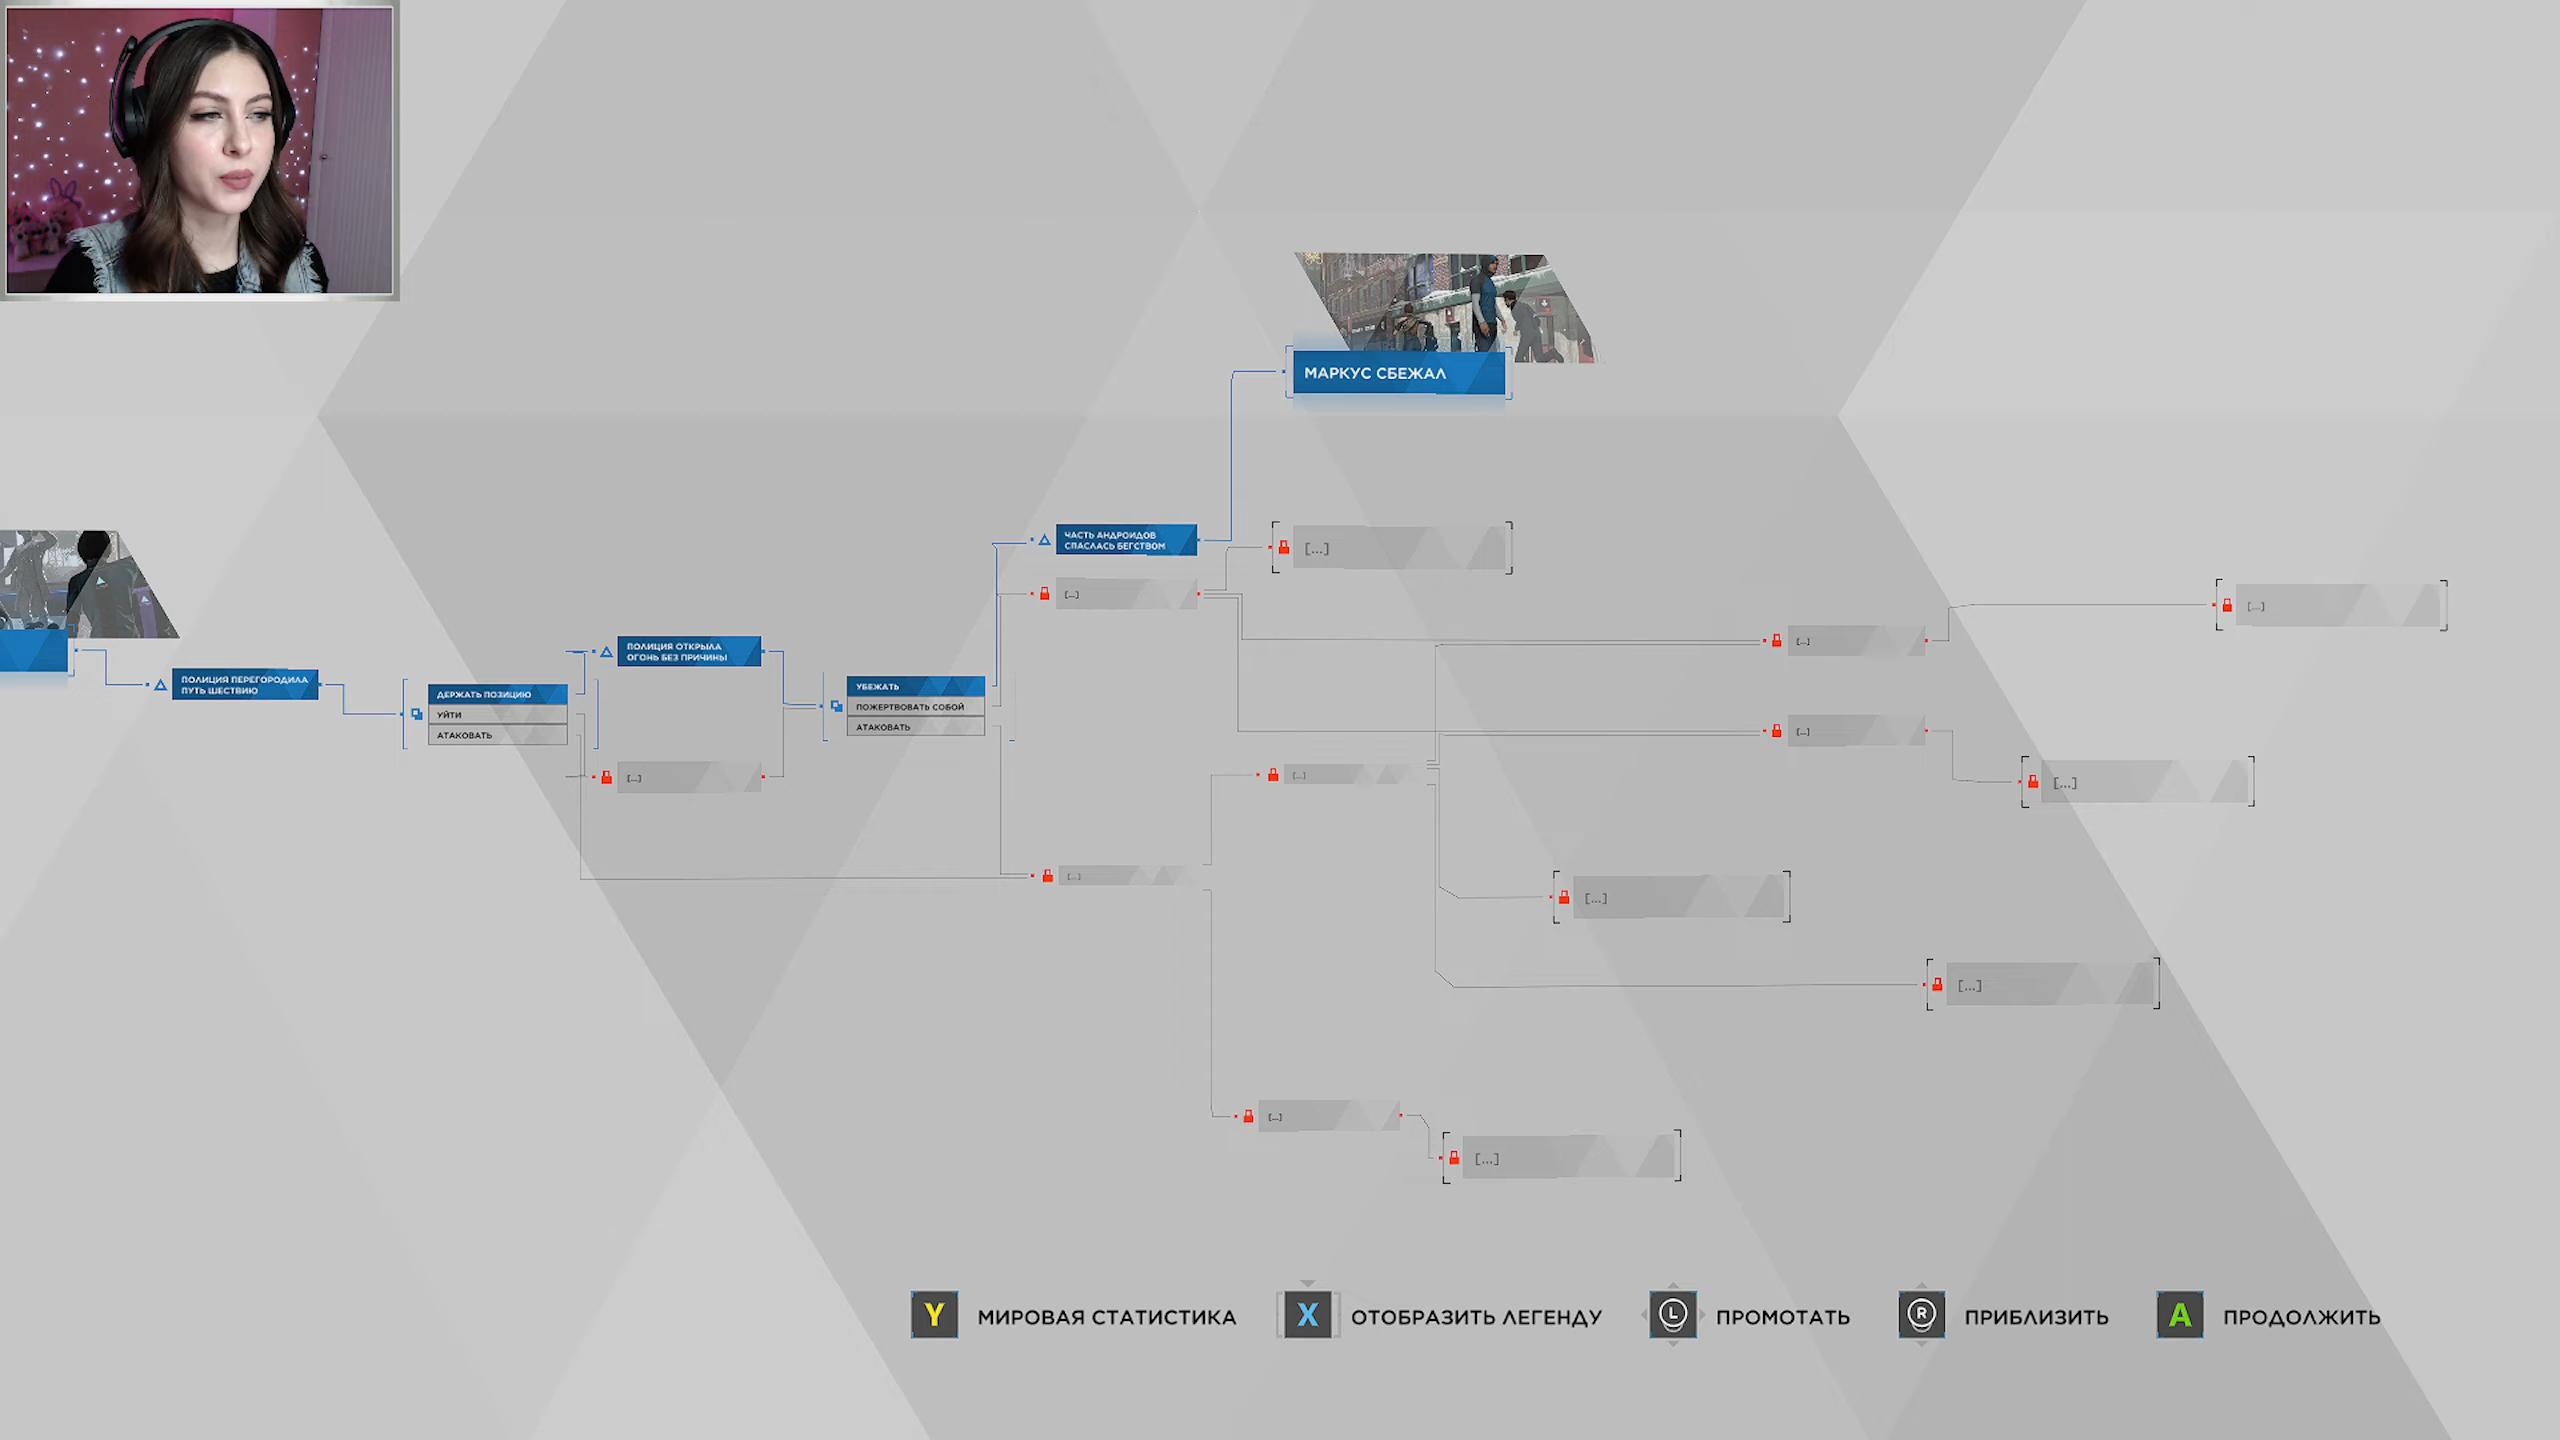 МАРКУС СБЕЖАЛ
ЧАСТЬ АНДРОИДОВ
СПАСЛАСЬ БЕГСТВОМ
[...]
[...]
[...]
[...]
ПОЛИЦИЯ ОТКРЫЛА
ОГОНЬ БЕЗ ПРИЧИНЫ
ПОЛИЦИЯ ПЕРЕГОРОДИЛА
ПУТЬ ШЕСТВИЮ
ДЕРЖАТЬ ПОЗИЦИЮ
УЙТИ
АТАКОВАТЬ
УБЕЖАТЬ
ПОЖЕРТВОВАТЬ СОБОЙ
АТАКОВАТЬ
[...]
[...]
[...]
[...]
[...]
[...]
[...]
[...]
[...]
Y МИРОВАЯ СТАТИСТИКА
X ОТОБРАЗИТЬ ЛЕГЕНДУ
L ПРОМОТАТЬ
R ПРИБЛИЗИТЬ
A ПРОДОЛЖИТЬ